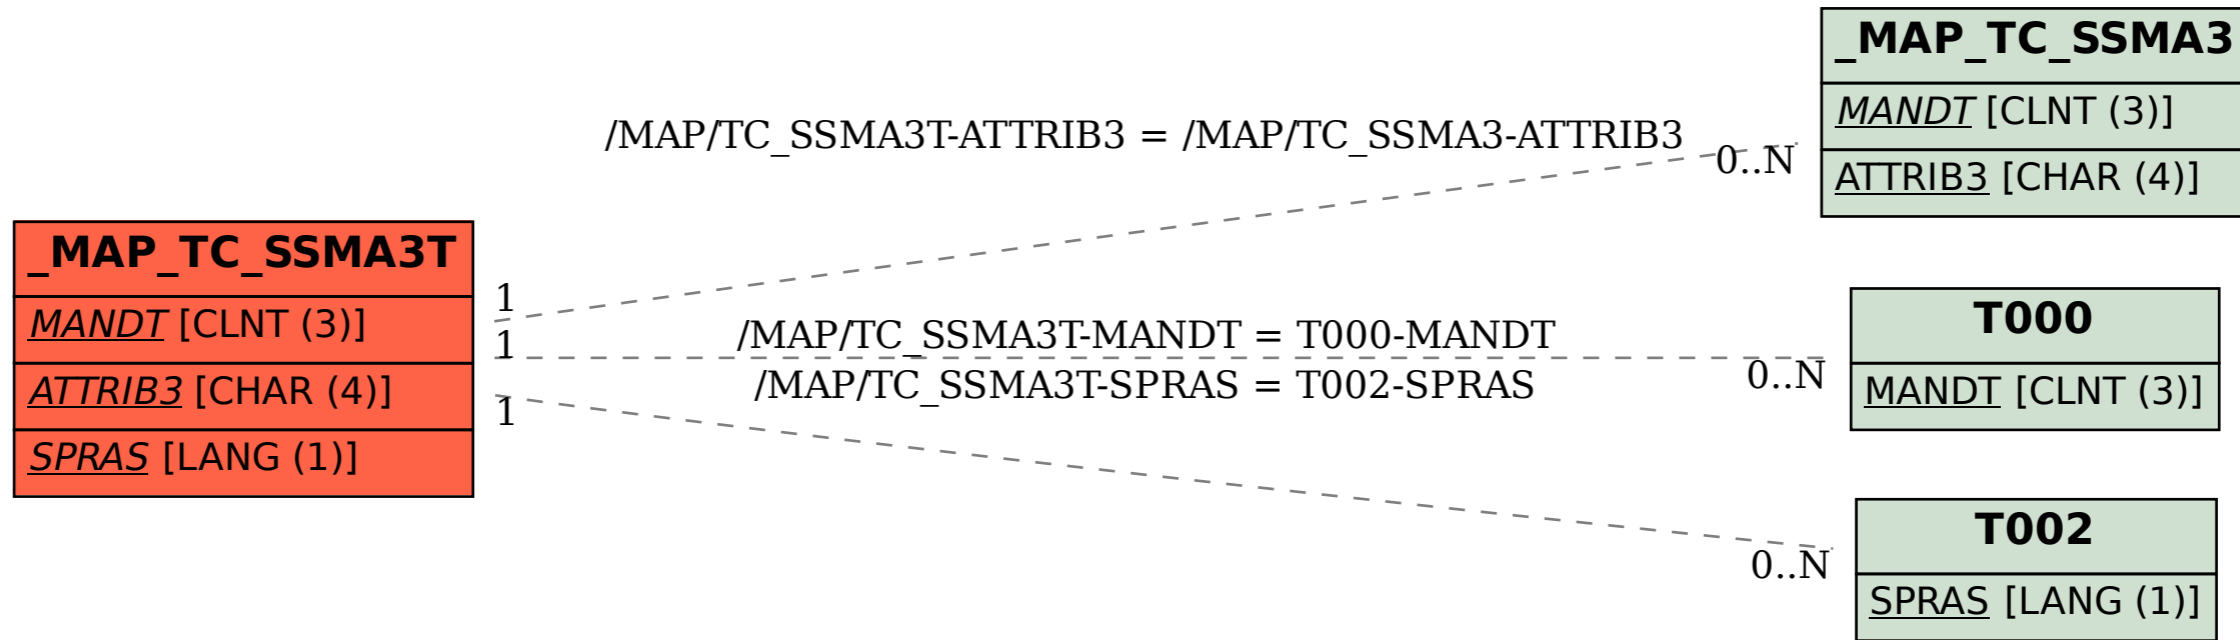 _MAP_TC_SSMA3T
MANDT [CLNT (3)]
ATTRIB3 [CHAR (4)]
SPRAS [LANG (1)]
/MAP/TC_SSMA3T-ATTRIB3 = /MAP/TC_SSMA3-ATTRIB3
1
0..N
/MAP/TC_SSMA3T-MANDT = T000-MANDT
1
0..N
/MAP/TC_SSMA3T-SPRAS = T002-SPRAS
1
0..N
_MAP_TC_SSMA3
MANDT [CLNT (3)]
ATTRIB3 [CHAR (4)]
T000
MANDT [CLNT (3)]
T002
SPRAS [LANG (1)]